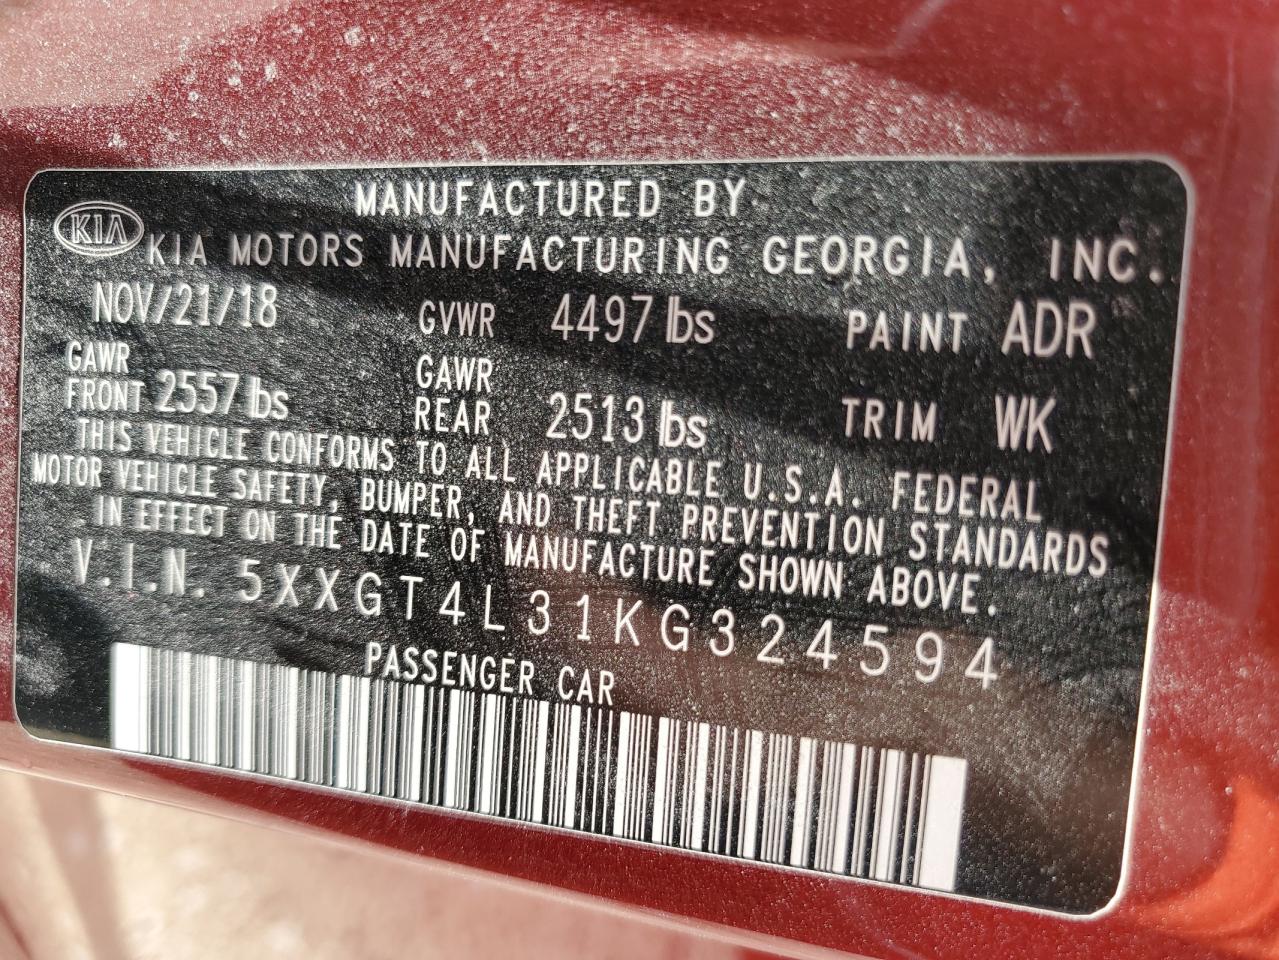 MANUFACTURED BY
KIA KIA MOTORS MANUFACTURING GEORGIA, INC.
NOV/21/18 GVWR 4497 lbs PAINT ADR
GAWR FRONT 2557 lbs GAWR REAR 2513 lbs TRIM WK
THIS VEHICLE CONFORMS TO ALL APPLICABLE U.S.A. FEDERAL
MOTOR VEHICLE SAFETY, BUMPER, AND THEFT PREVENTION STANDARDS
IN EFFECT ON THE DATE OF MANUFACTURE SHOWN ABOVE.
V.I.N. 5XXGT4L31KG324594
PASSENGER CAR